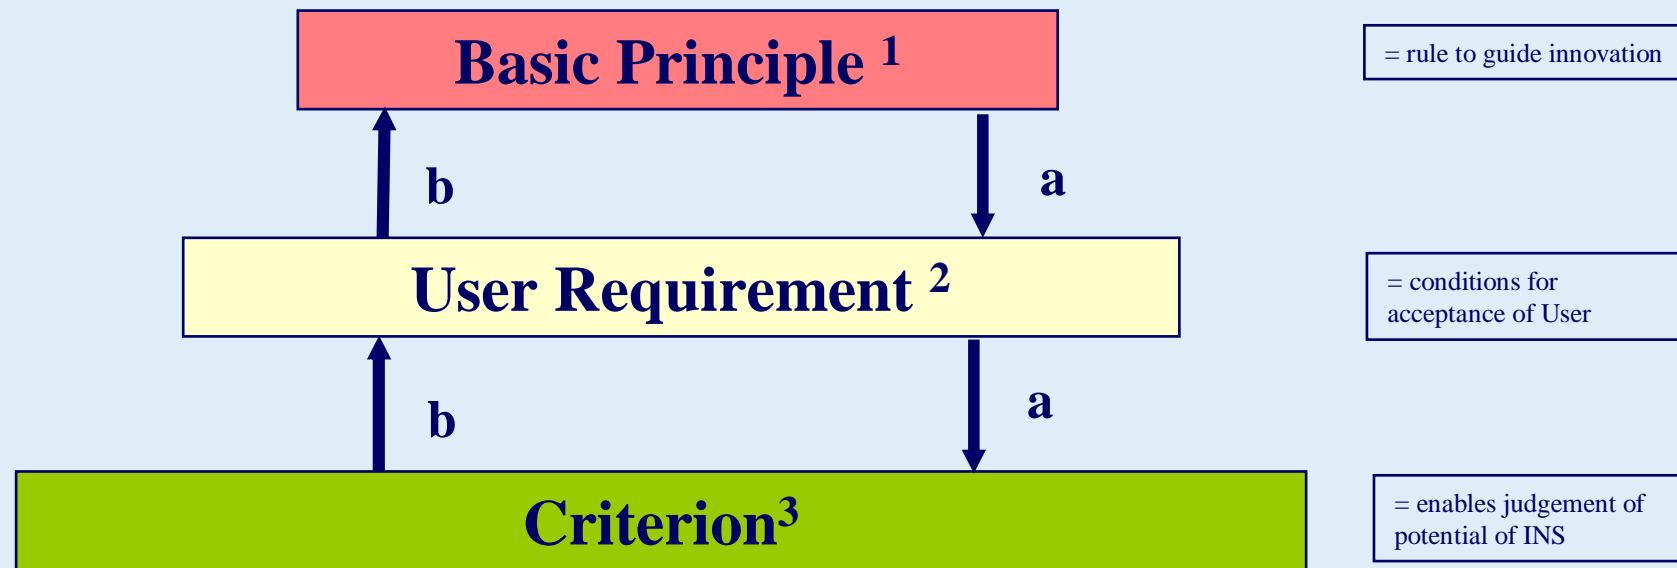 Basic Principle ¹
= rule to guide innovation
b
a
User Requirement ²
= conditions for
acceptance of User
b
a
Criterion³
= enables judgement of
potential of INS